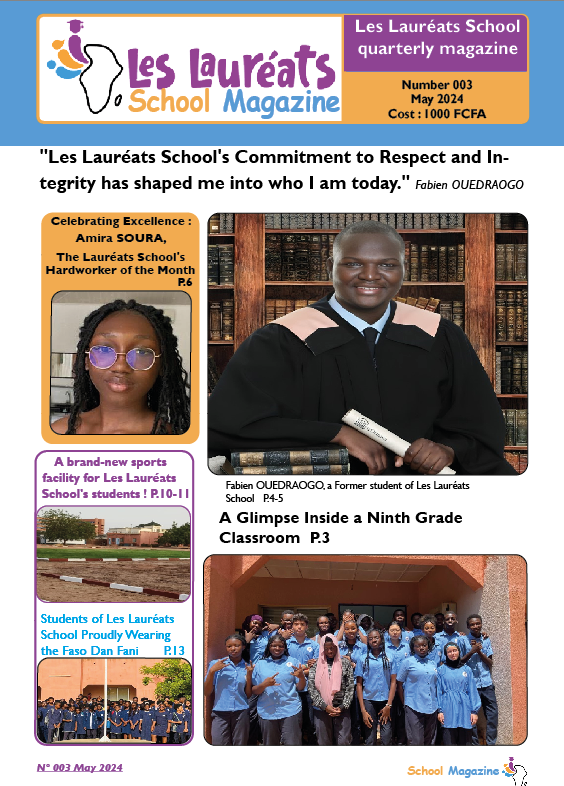 Les Lauréats
School Magazine
Les Lauréats School
quarterly magazine
Number 003
May 2024
Cost : 1000 FCFA
"Les Lauréats School's Commitment to Respect and In-
tegrity has shaped me into who I am today." Fabien OUEDRAOGO
Celebrating Excellence :
Amira SOURA,
The Lauréats School's
Hardworker of the Month
P.6
A brand-new sports
facility for Les Lauréats
School's students ! P.10-11
Students of Les Lauréats
School Proudly Wearing
the Faso Dan Fani P.13
Fabien OUEDRAOGO, a Former student of Les Lauréats
School P.4-5
A Glimpse Inside a Ninth Grade
Classroom P.3
N° 003 May 2024
School Magazine